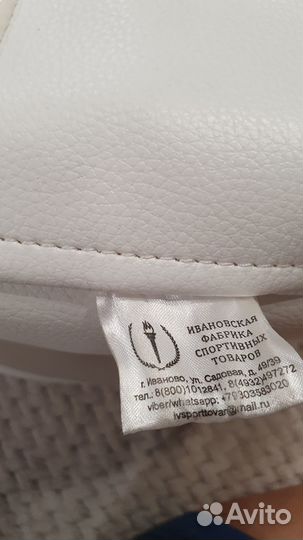 ИВАНОВСКАЯ
ФАБРИКА
СПОРТИВНЫХ
ТОВАРОВ
г. Иваново, ул. Садовая, д. 49/39
тел.: 8(800)1012841, 8(4932)497272
viber/whatsapp: +79303583020
ivsporttovar@mail.ru
Avito